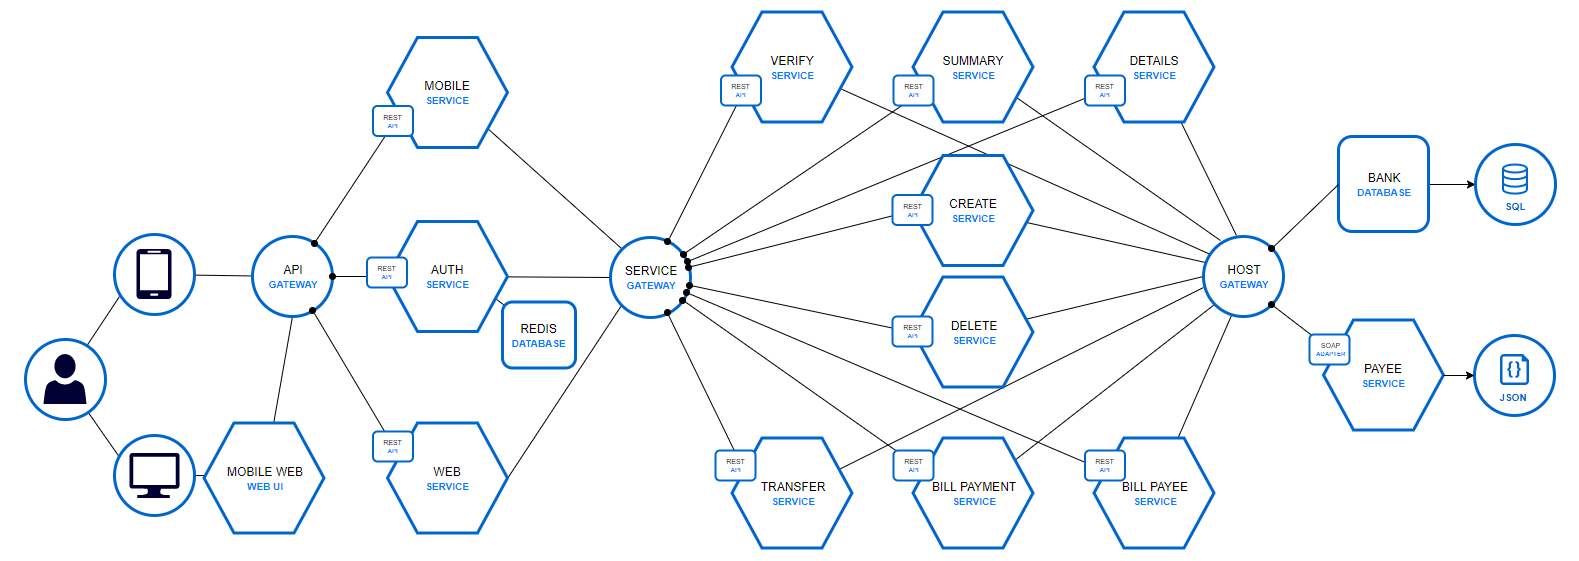 VERIFY
SERVICE
REST
API
SUMMARY
SERVICE
REST
API
DETAILS
SERVICE
REST
API
MOBILE
SERVICE
REST
API
CREATE
SERVICE
REST
API
BANK
DATABASE
SQL
API
GATEWAY
REST
API
AUTH
SERVICE
SERVICE
GATEWAY
HOST
GATEWAY
REDIS
DATABASE
REST
API
DELETE
SERVICE
SOAP
ADAPTER
PAYEE
SERVICE
JSON
MOBILE WEB
WEB UI
REST
API
WEB
SERVICE
REST
API
TRANSFER
SERVICE
REST
API
BILL PAYMENT
SERVICE
REST
API
BILL PAYEE
SERVICE